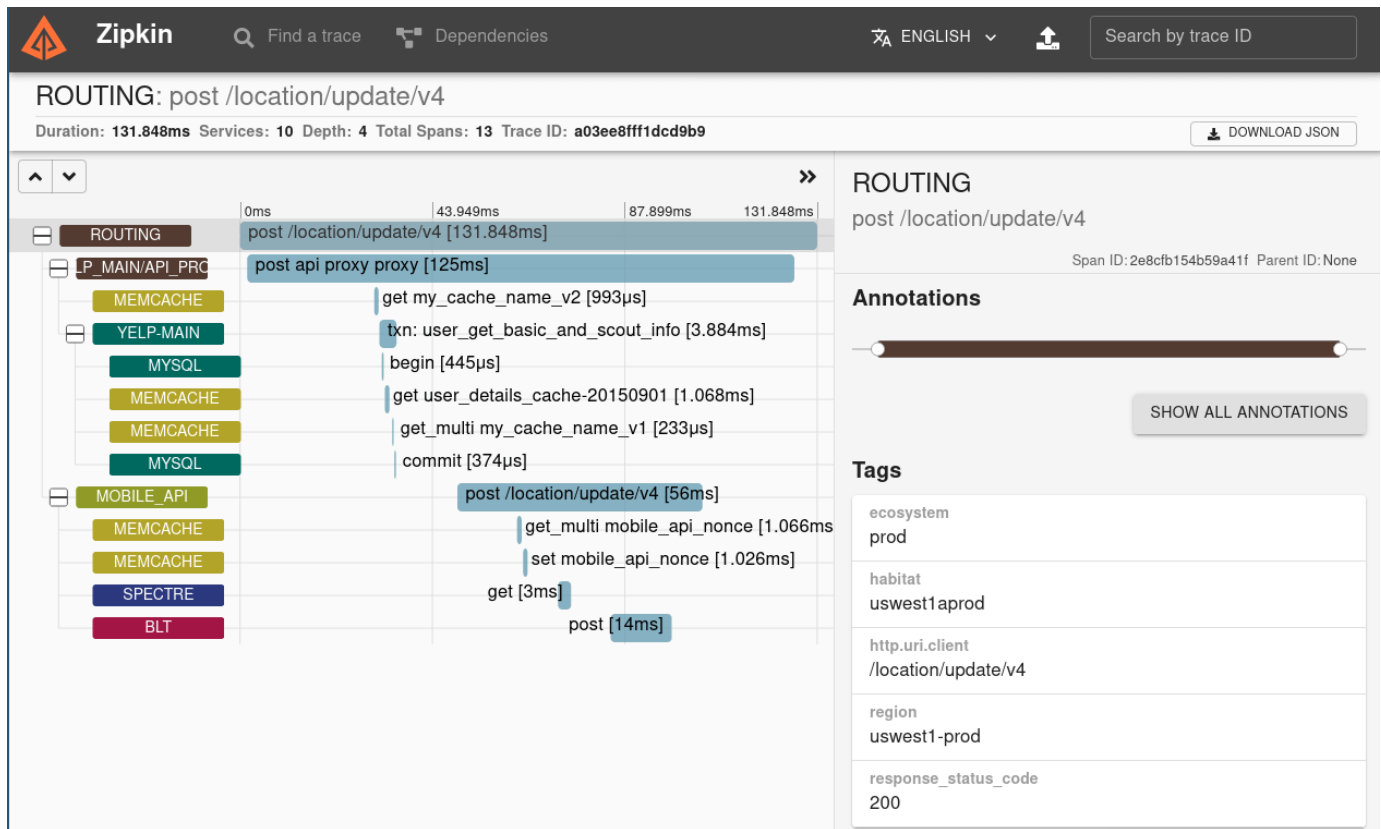 Zipkin Find a trace Dependencies ENGLISH Search by trace ID
ROUTING: post /location/update/v4
Duration: 131.848ms Services: 10 Depth: 4 Total Spans: 13 Trace ID: a03ee8fff1dcd9b9
DOWNLOAD JSON
0ms 43.949ms 87.899ms 131.848ms
ROUTING post /location/update/v4 [131.848ms]
LP_MAIN/API_PRO post api proxy proxy [125ms]
MEMCACHE get my_cache_name_v2 [993µs]
YELP-MAIN txn: user_get_basic_and_scout_info [3.884ms]
MYSQL begin [445µs]
MEMCACHE get user_details_cache-20150901 [1.068ms]
MEMCACHE get_multi my_cache_name_v1 [233µs]
MYSQL commit [374µs]
MOBILE_API post /location/update/v4 [56ms]
MEMCACHE get_multi mobile_api_nonce [1.066ms
MEMCACHE set mobile_api_nonce [1.026ms]
SPECTRE get [3ms]
BLT post [14ms]
ROUTING
post /location/update/v4
Span ID: 2e8cfb154b59a41f Parent ID: None
Annotations
SHOW ALL ANNOTATIONS
Tags
ecosystem
prod
habitat
uswest1aprod
http.uri.client
/location/update/v4
region
uswest1-prod
response_status_code
200